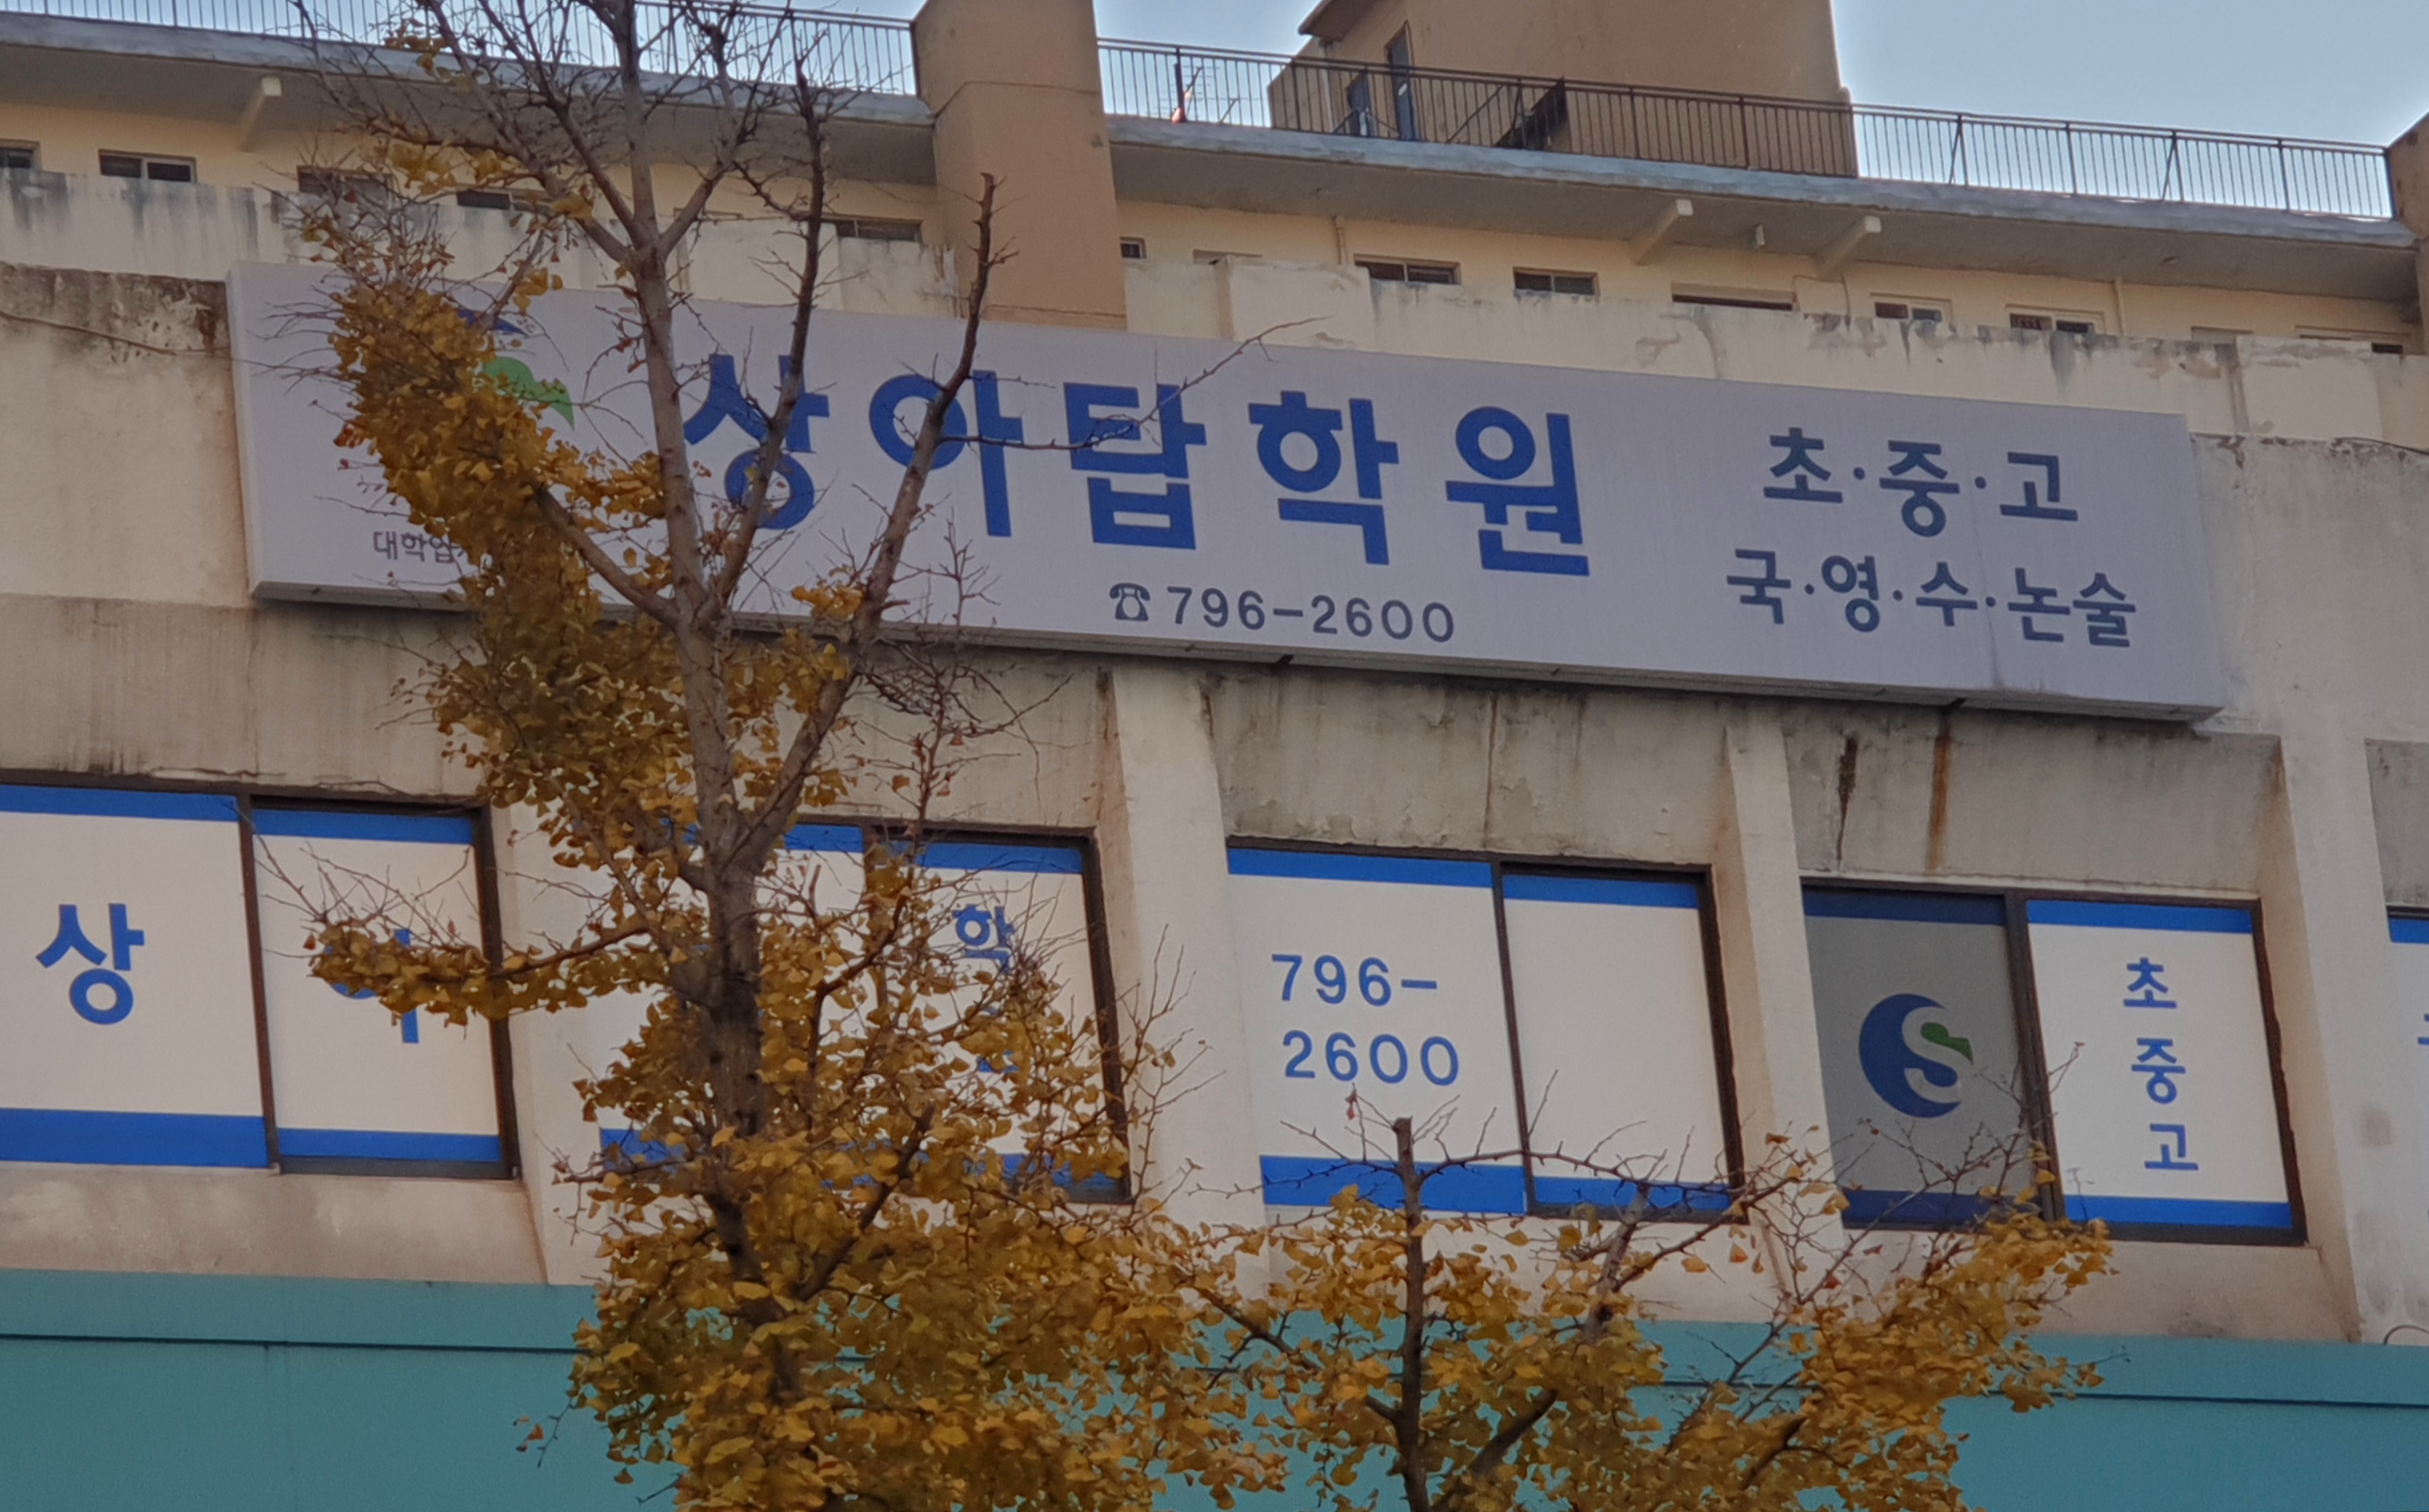 상아탑학원
초·중·고
국·영·수·논술
☎796-2600
상
학
796-
2600
S
초
중
고